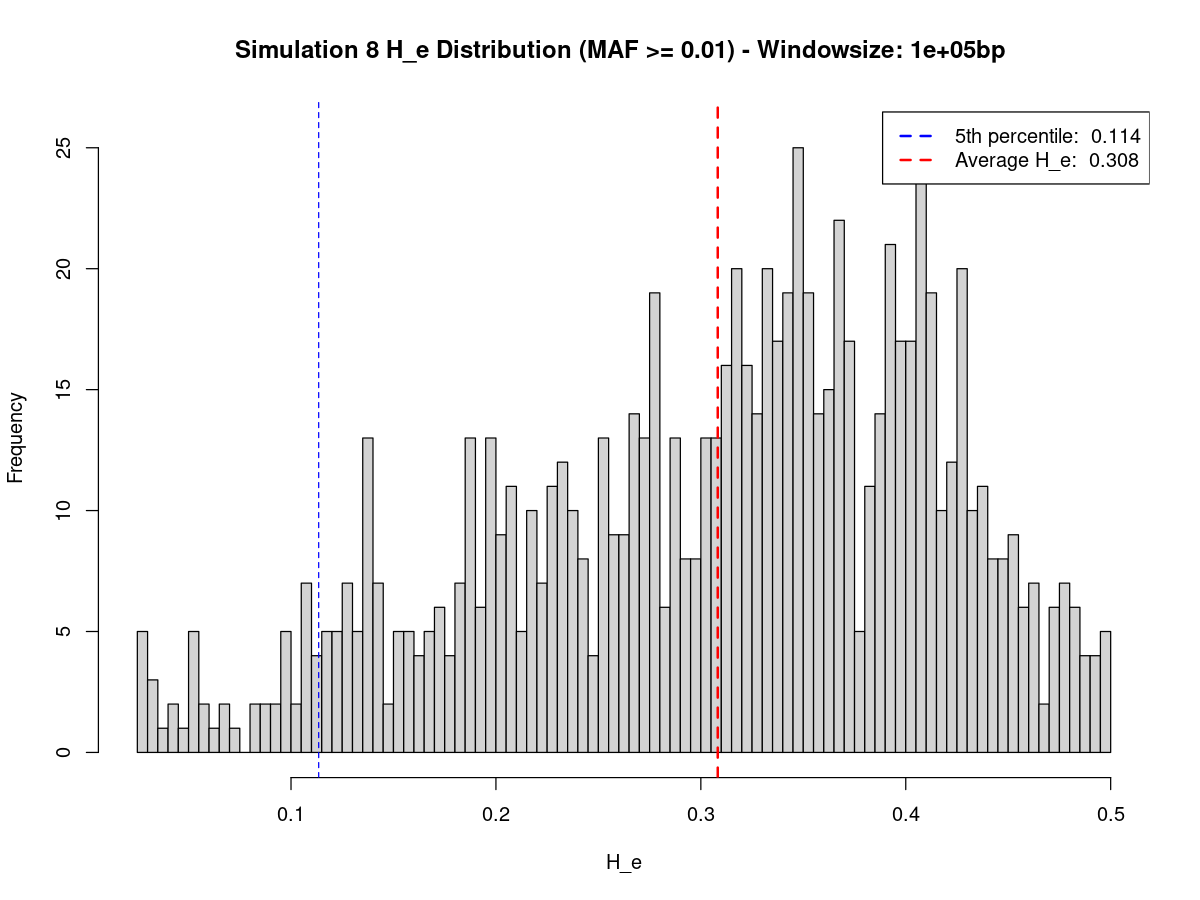 Simulation 8 H_e Distribution (MAF >= 0.01) - Windowsize: 1e+05bp
5th percentile:  0.114
Average H_e:  0.308
Frequency
25
20
15
10
5
0
0.1
0.2
0.3
0.4
0.5
H_e